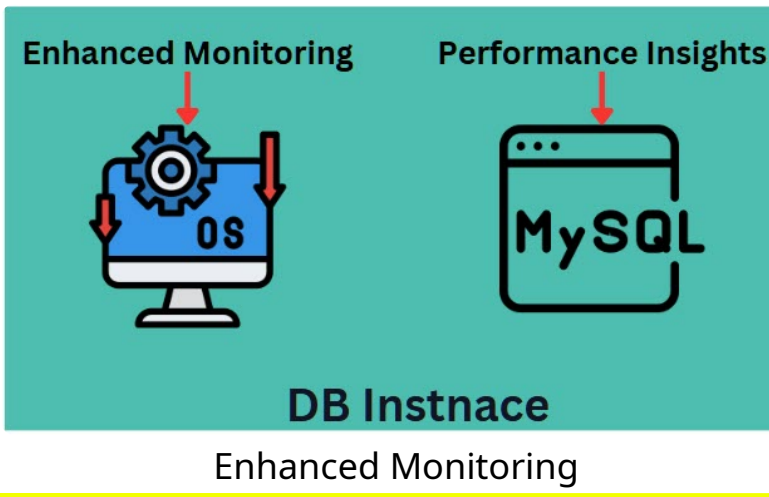 Enhanced Monitoring
Performance Insights
OS
MySQL
DB Instnace
Enhanced Monitoring